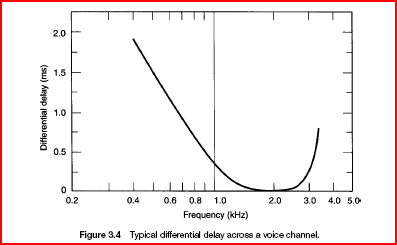 2.0
1.5
1.0
0.5
0
Differential delay (ms)
0.2 0.4 0.6 0.8 1.0 2.0 3.0 4.0 5.0
Frequency (kHz)
Figure 3.4 Typical differential delay across a voice channel.